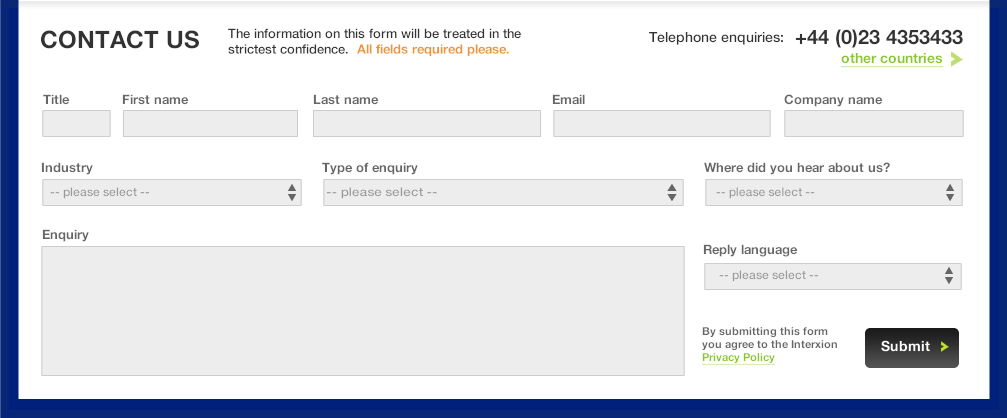 CONTACT US
The information on this form will be treated in the
strictest confidence. All fields required please.
Telephone enquiries: +44 (0)23 4353433
other countries
Title First name Last name Email Company name
Industry Type of enquiry Where did you hear about us?
-- please select -- -- please select -- -- please select --
Enquiry
Reply language
-- please select --
By submitting this form
you agree to the Interxion
Privacy Policy
Submit